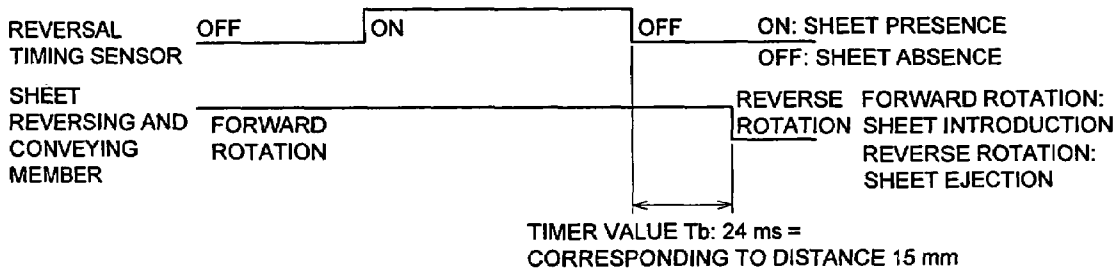 REVERSAL
TIMING SENSOR
OFF
ON
OFF
ON: SHEET PRESENCE
OFF: SHEET ABSENCE
SHEET
REVERSING AND
CONVEYING
MEMBER
FORWARD
ROTATION
REVERSE
ROTATION
FORWARD ROTATION:
SHEET INTRODUCTION
REVERSE ROTATION:
SHEET EJECTION
TIMER VALUE Tb: 24 ms =
CORRESPONDING TO DISTANCE 15 mm